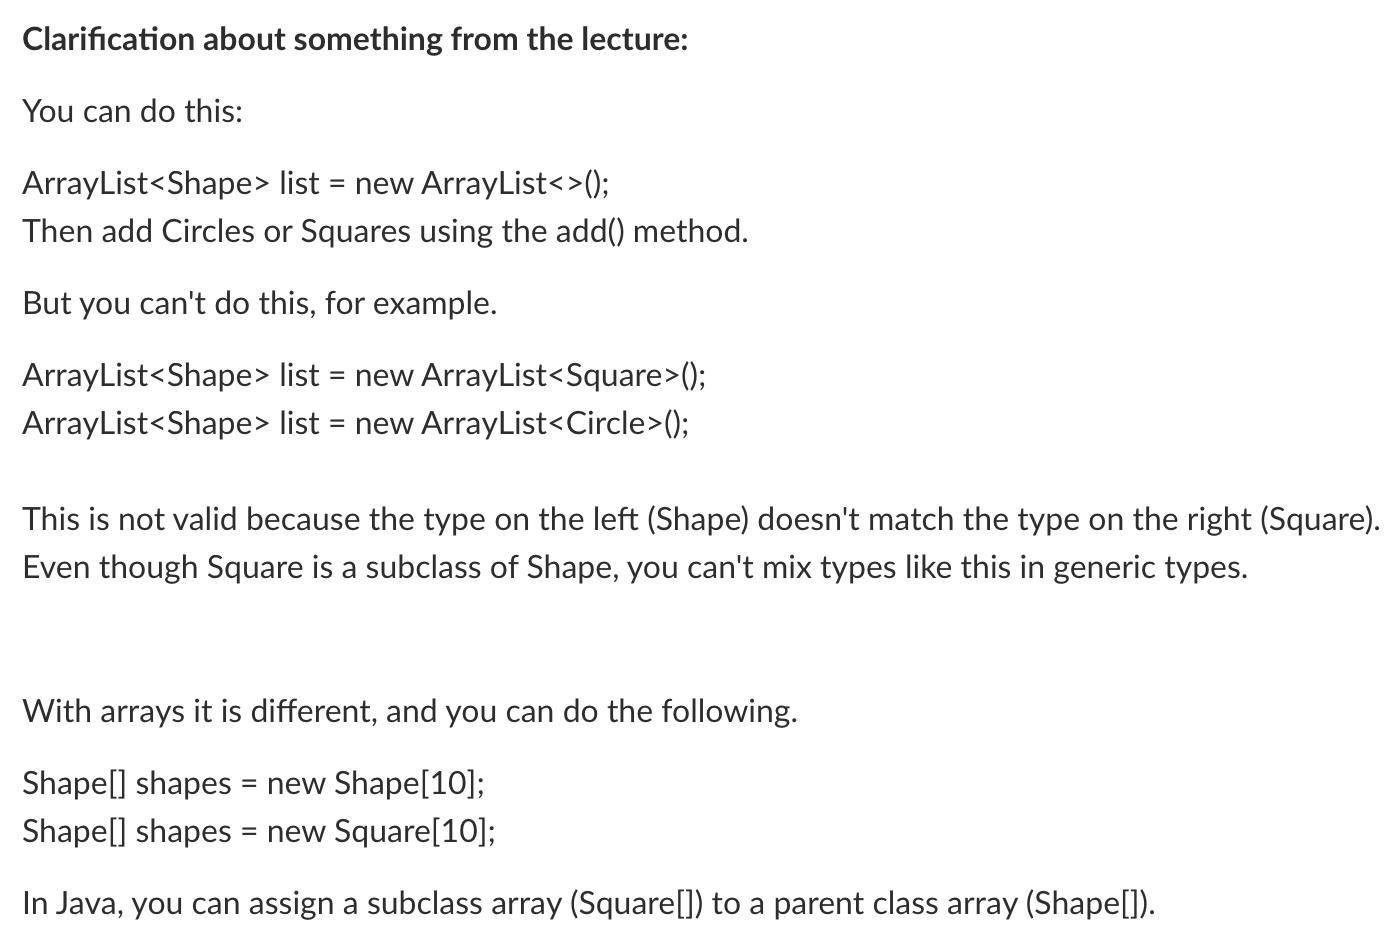 Clarification about something from the lecture:
You can do this:
ArrayList<Shape> list = new ArrayList<>();
Then add Circles or Squares using the add() method.
But you can't do this, for example.
ArrayList<Shape> list = new ArrayList<Square>();
ArrayList<Shape> list = new ArrayList<Circle>();
This is not valid because the type on the left (Shape) doesn't match the type on the right (Square).
Even though Square is a subclass of Shape, you can't mix types like this in generic types.
With arrays it is different, and you can do the following.
Shape[] shapes = new Shape[10];
Shape[] shapes = new Square[10];
In Java, you can assign a subclass array (Square[]) to a parent class array (Shape[]).